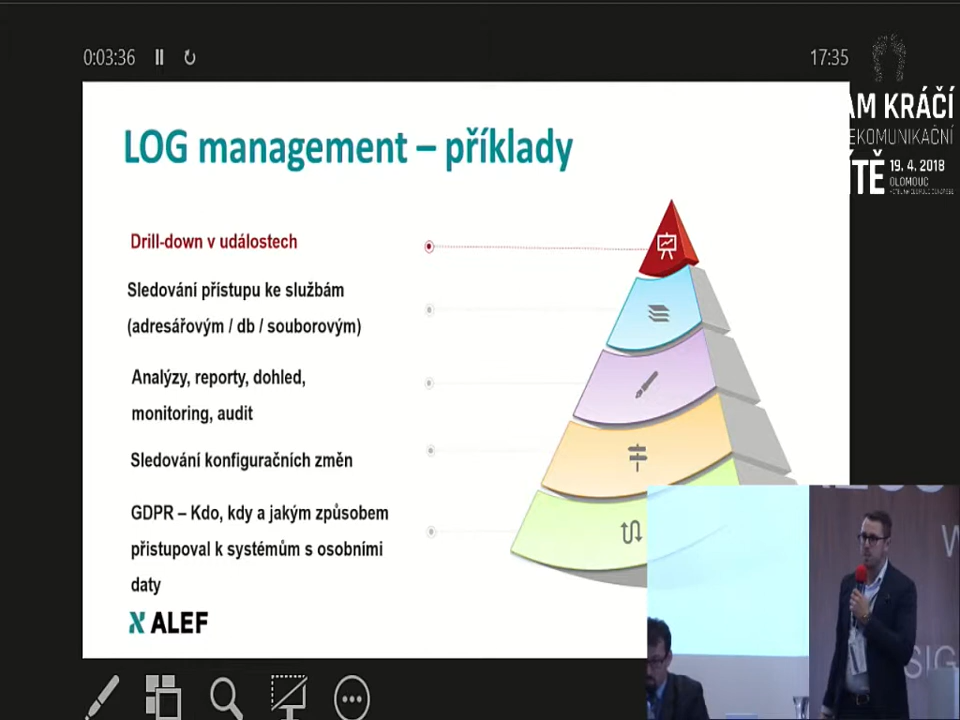 0:03:36
17:35
AM KRÁČÍ
EKOMUNIKAČNÍ
ÍTĚ
19. 4. 2018
OLOMOUC
LOG management – příklady
Drill-down v událostech
Sledování přístupu ke službám
(adresářovým / db / souborovým)
Analýzy, reporty, dohled,
monitoring, audit
Sledování konfiguračních změn
GDPR – Kdo, kdy a jakým způsobem
přistupoval k systémům s osobními
daty
ALEF
W
SIG